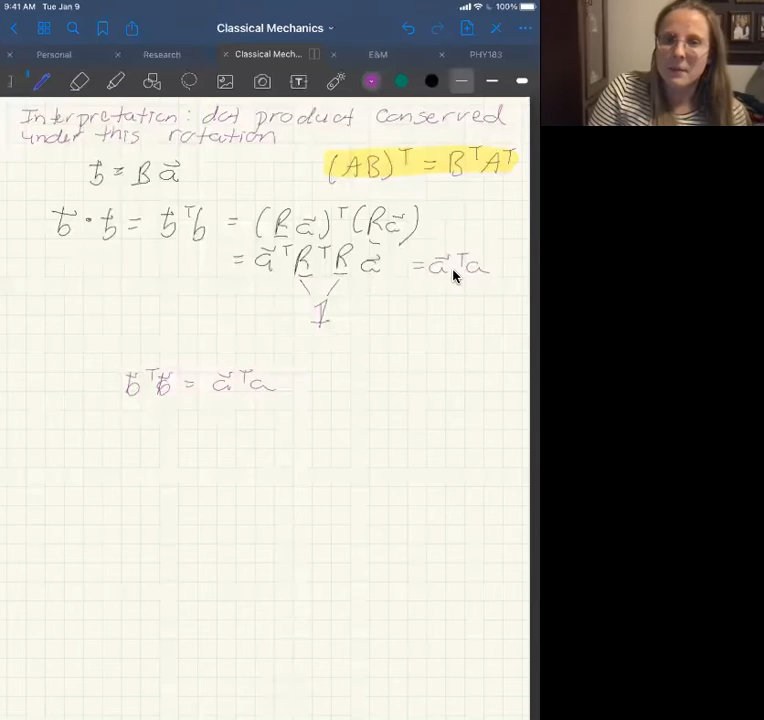 9:41 AM Tue Jan 9 100%
Classical Mechanics
Personal Research Classical Mech... E&M PHY183
Interpretation: dot product conserved
under this rotation
(AB)ᵀ = BᵀAᵀ
b⃗ = R a⃗
b⃗ · b⃗ = b⃗ᵀb⃗ = (R a⃗)ᵀ(R a⃗)
= a⃗ᵀ Rᵀ R a⃗ = a⃗ᵀa
𝟙
b⃗ᵀb⃗ = a⃗ᵀa